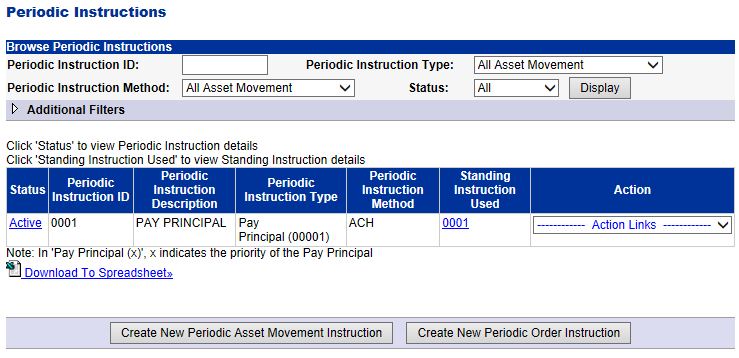 Periodic Instructions
Browse Periodic Instructions
Periodic Instruction ID: Periodic Instruction Type: All Asset Movement
Periodic Instruction Method: All Asset Movement Status: All Display
Additional Filters
Click 'Status' to view Periodic Instruction details
Click 'Standing Instruction Used' to view Standing Instruction details
Status Periodic Instruction ID Periodic Instruction Description Periodic Instruction Type Periodic Instruction Method Standing Instruction Used Action
Active 0001 PAY PRINCIPAL Pay Principal (00001) ACH 0001 ------------ Action Links ------------
Note: In 'Pay Principal (x)', x indicates the priority of the Pay Principal
Download To Spreadsheet»
Create New Periodic Asset Movement Instruction Create New Periodic Order Instruction